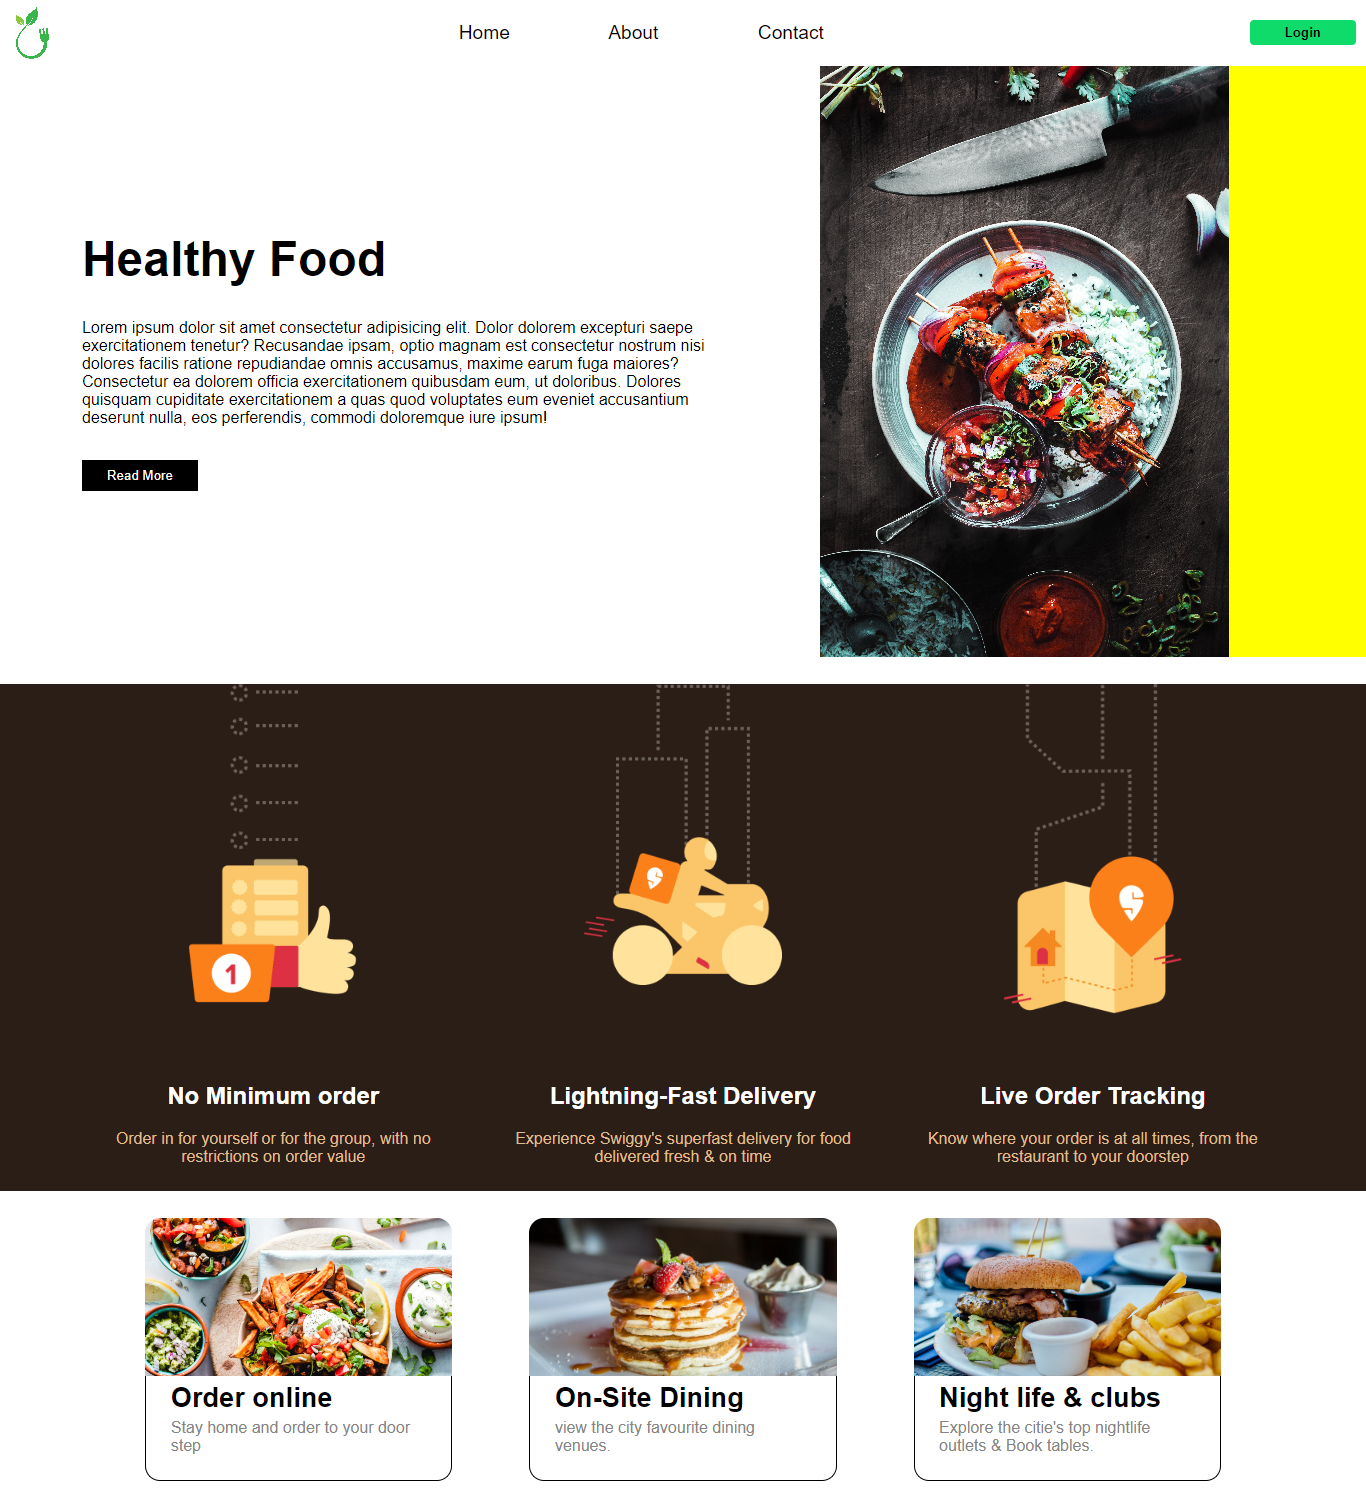 Home About Contact Login
Healthy Food
Lorem ipsum dolor sit amet consectetur adipisicing elit. Dolor dolorem excepturi saepe
exercitationem tenetur? Recusandae ipsam, optio magnam est consectetur nostrum nisi
dolores facilis ratione repudiandae omnis accusamus, maxime earum fuga maiores?
Consectetur ea dolorem officia exercitationem quibusdam eum, ut doloribus. Dolores
quisquam cupiditate exercitationem a quas quod voluptates eum eveniet accusantium
deserunt nulla, eos perferendis, commodi doloremque iure ipsum!
Read More
1
No Minimum order
Order in for yourself or for the group, with no
restrictions on order value
Lightning-Fast Delivery
Experience Swiggy's superfast delivery for food
delivered fresh & on time
Live Order Tracking
Know where your order is at all times, from the
restaurant to your doorstep
Order online
Stay home and order to your door
step
On-Site Dining
view the city favourite dining
venues.
Night life & clubs
Explore the citie's top nightlife
outlets & Book tables.